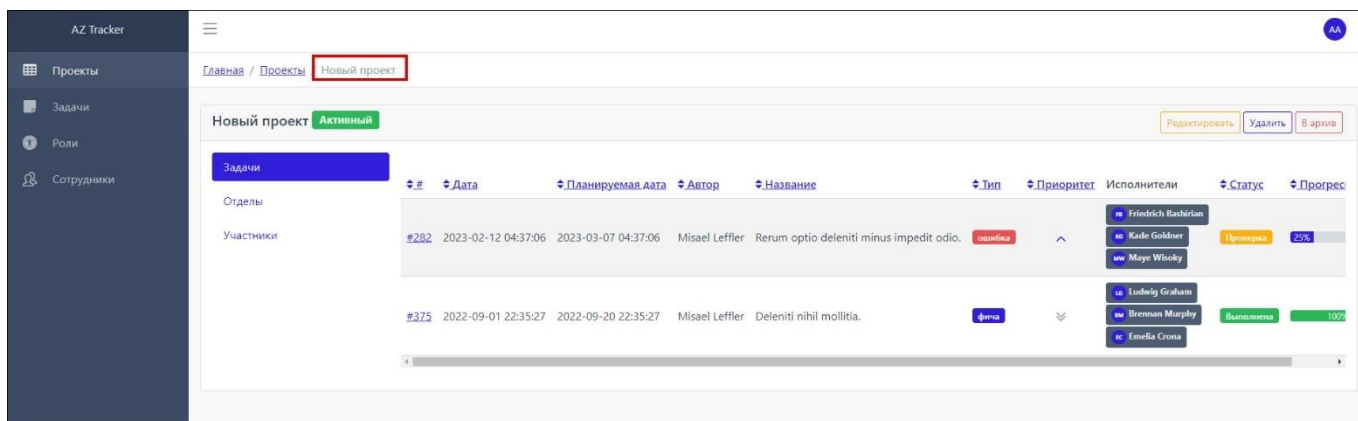 AZ Tracker
AA
Проекты
Задачи
Роли
Сотрудники
Главная / Проекты / Новый проект
Новый проект Активный
Редактировать Удалить В архив
Задачи
Отделы
Участники
# Дата Планируемая дата Автор Название Тип Приоритет Исполнители Статус Прогресс
#282 2023-02-12 04:37:06 2023-03-07 04:37:06 Misael Leffler Rerum optio deleniti minus impedit odio. ошибка FB Friedrich Bashirian Проверка 25%
KG Kade Goldner
MW Maye Wisoky
#375 2022-09-01 22:35:27 2022-09-20 22:35:27 Misael Leffler Deleniti nihil mollitia. фича LG Ludwig Graham Выполнена 100%
BM Brennan Murphy
EC Emelia Crona